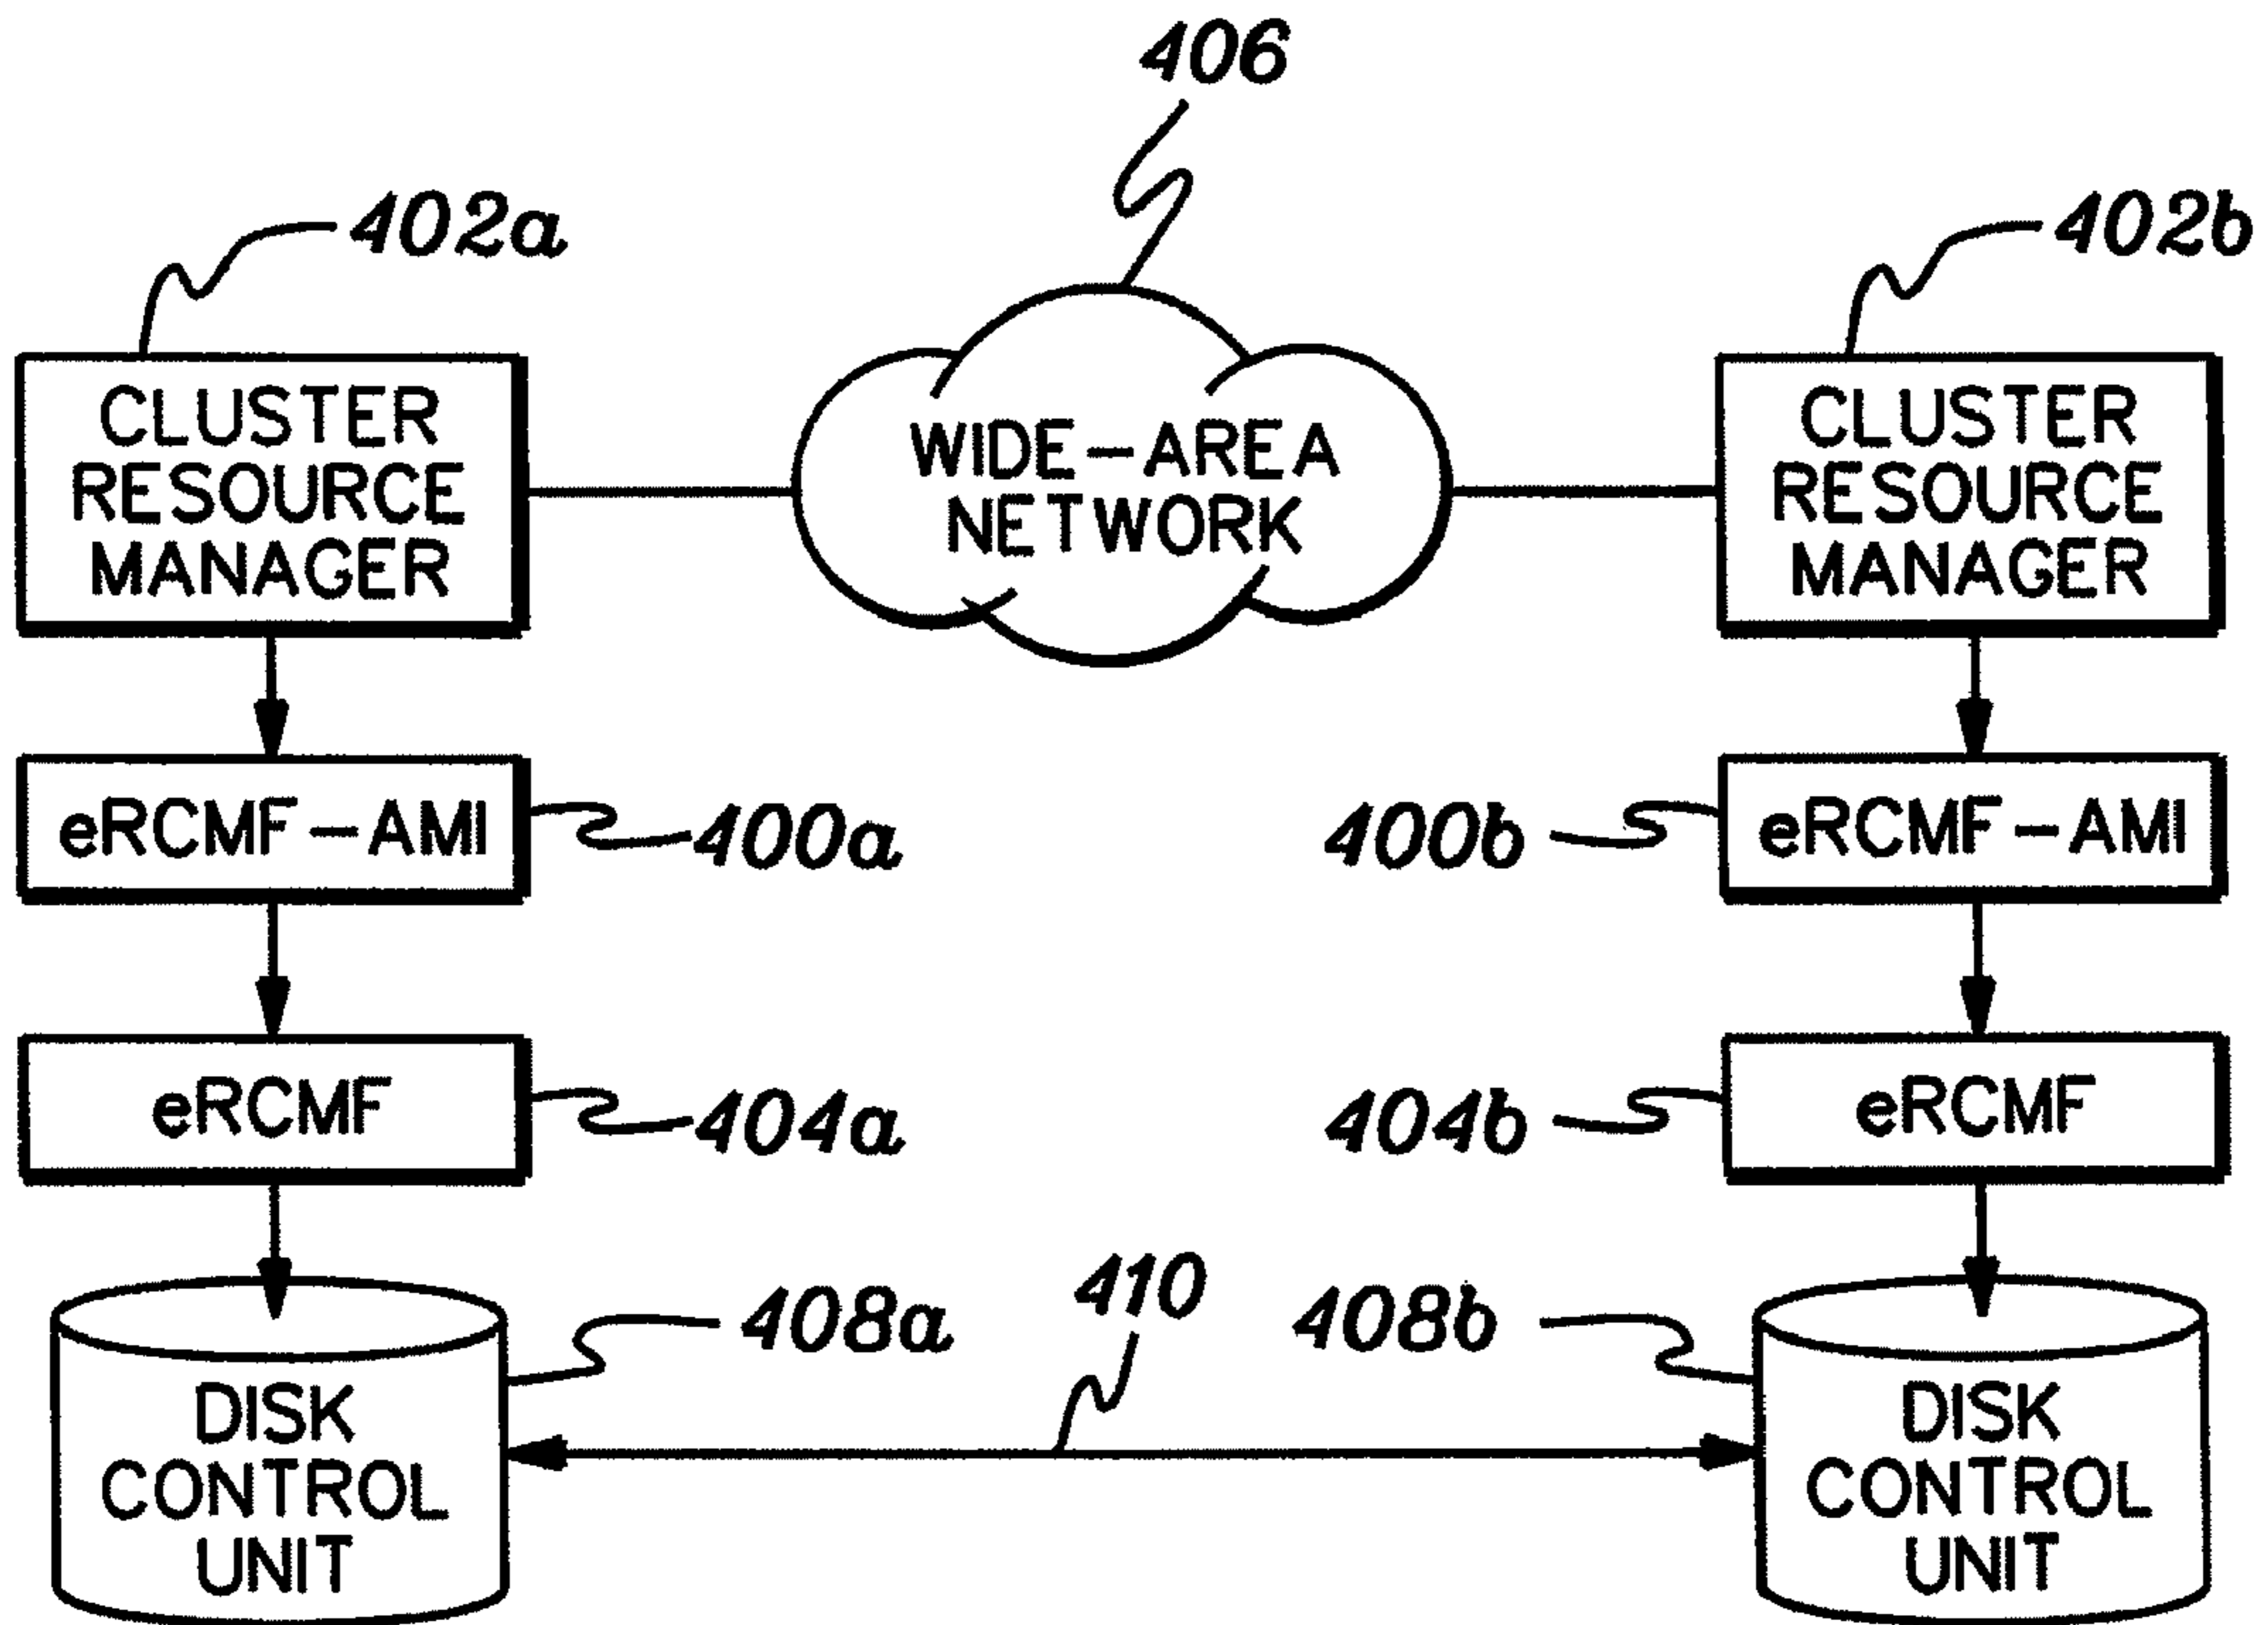 406
402a
402b
CLUSTER
RESOURCE
MANAGER
WIDE-AREA
NETWORK
CLUSTER
RESOURCE
MANAGER
eRCMF-AMI
400a
400b
eRCMF-AMI
eRCMF
404a
404b
eRCMF
410
408a
408b
DISK
CONTROL
UNIT
DISK
CONTROL
UNIT